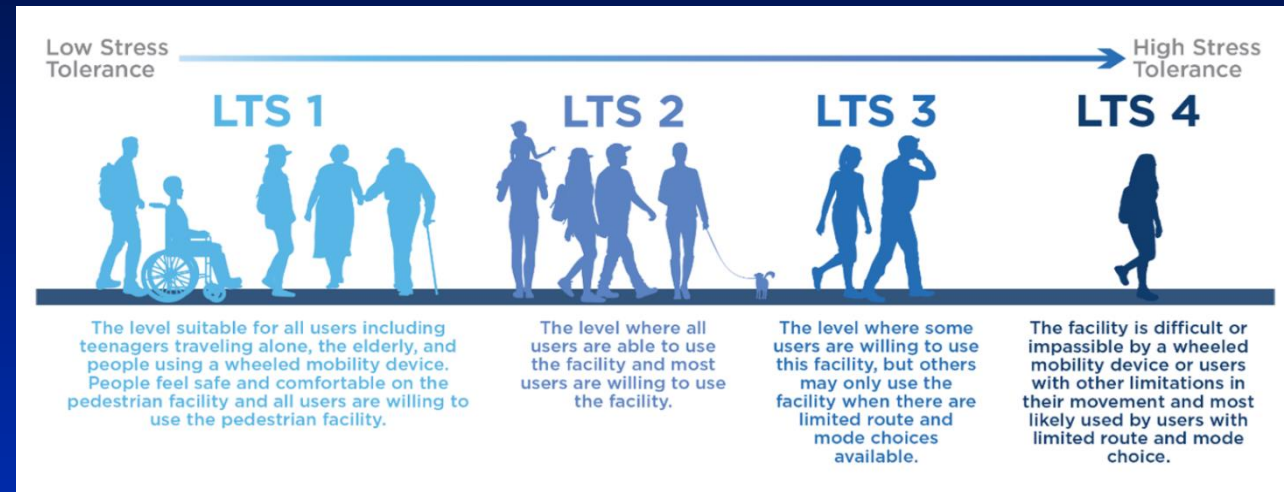 Low Stress
Tolerance
High Stress
Tolerance
LTS 1
LTS 2
LTS 3
LTS 4
The level suitable for all users including
teenagers traveling alone, the elderly, and
people using a wheeled mobility device.
People feel safe and comfortable on the
pedestrian facility and all users are willing to
use the pedestrian facility.
The level where all
users are able to use
the facility and most
users are willing to use
the facility.
The level where some
users are willing to use
this facility, but others
may only use the
facility when there are
limited route and
mode choices
available.
The facility is difficult or
impassible by a wheeled
mobility device or users
with other limitations in
their movement and most
likely used by users with
limited route and mode
choice.